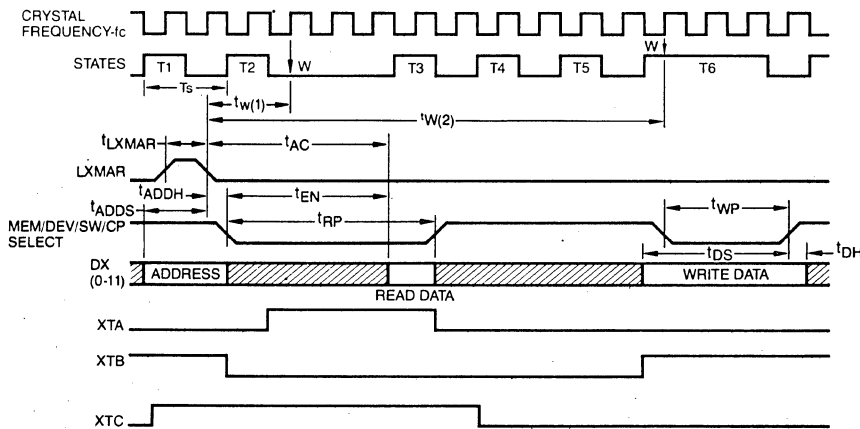 CRYSTAL
FREQUENCY-fc
STATES
T1 T2 W T3 T4 T5 W T6
Ts
tW(1)
tW(2)
tLXMAR
tAC
LXMAR
tADDH
tEN
tADDS
tRP
tWP
MEM/DEV/SW/CP
SELECT
tDS
tDH
DX
(0-11)
ADDRESS
WRITE DATA
READ DATA
XTA
XTB
XTC